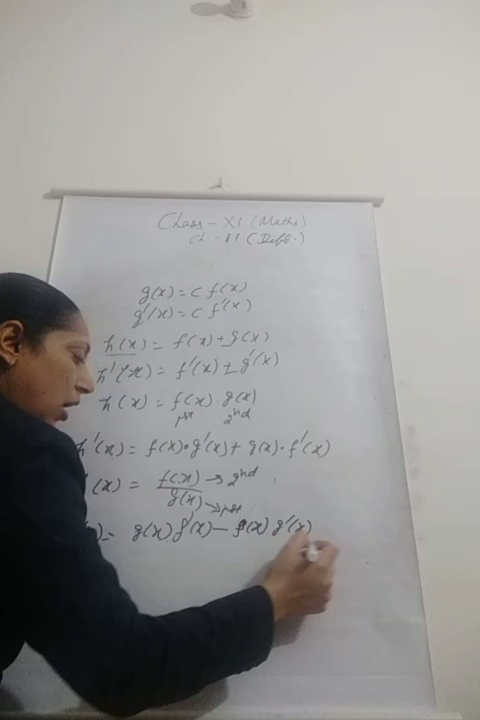 Class - XI (Maths)
Ch - 11 (Diff.)
g(x) = c f(x)
g'(x) = c f'(x)
h(x) = f(x) ± g(x)
h'(x) = f'(x) ± g'(x)
h(x) = f(x) . g(x)
1st 2nd
h'(x) = f(x) . g'(x) + g(x) . f'(x)
(x) = f(x) → 2nd
g(x) → 1st
) = g(x) f'(x) - f(x) g'(x)